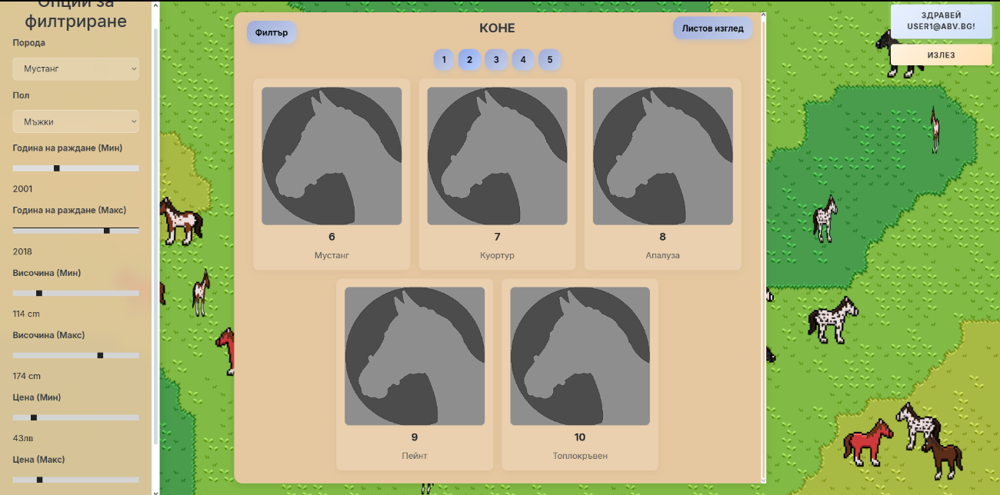 Опции за
филтриране
Порода
Мустанг
Пол
Мъжки
Година на раждане (Мин)
2001
Година на раждане (Макс)
2018
Височина (Мин)
114 cm
Височина (Макс)
174 cm
Цена (Мин)
43лв
Цена (Макс)
Филтър
КОНЕ
Листов изглед
1 2 3 4 5
6
Мустанг
7
Куортур
8
Апалуза
9
Пейнт
10
Топлокръвен
ЗДРАВЕЙ
USER1@ABV.BG!
ИЗЛЕЗ